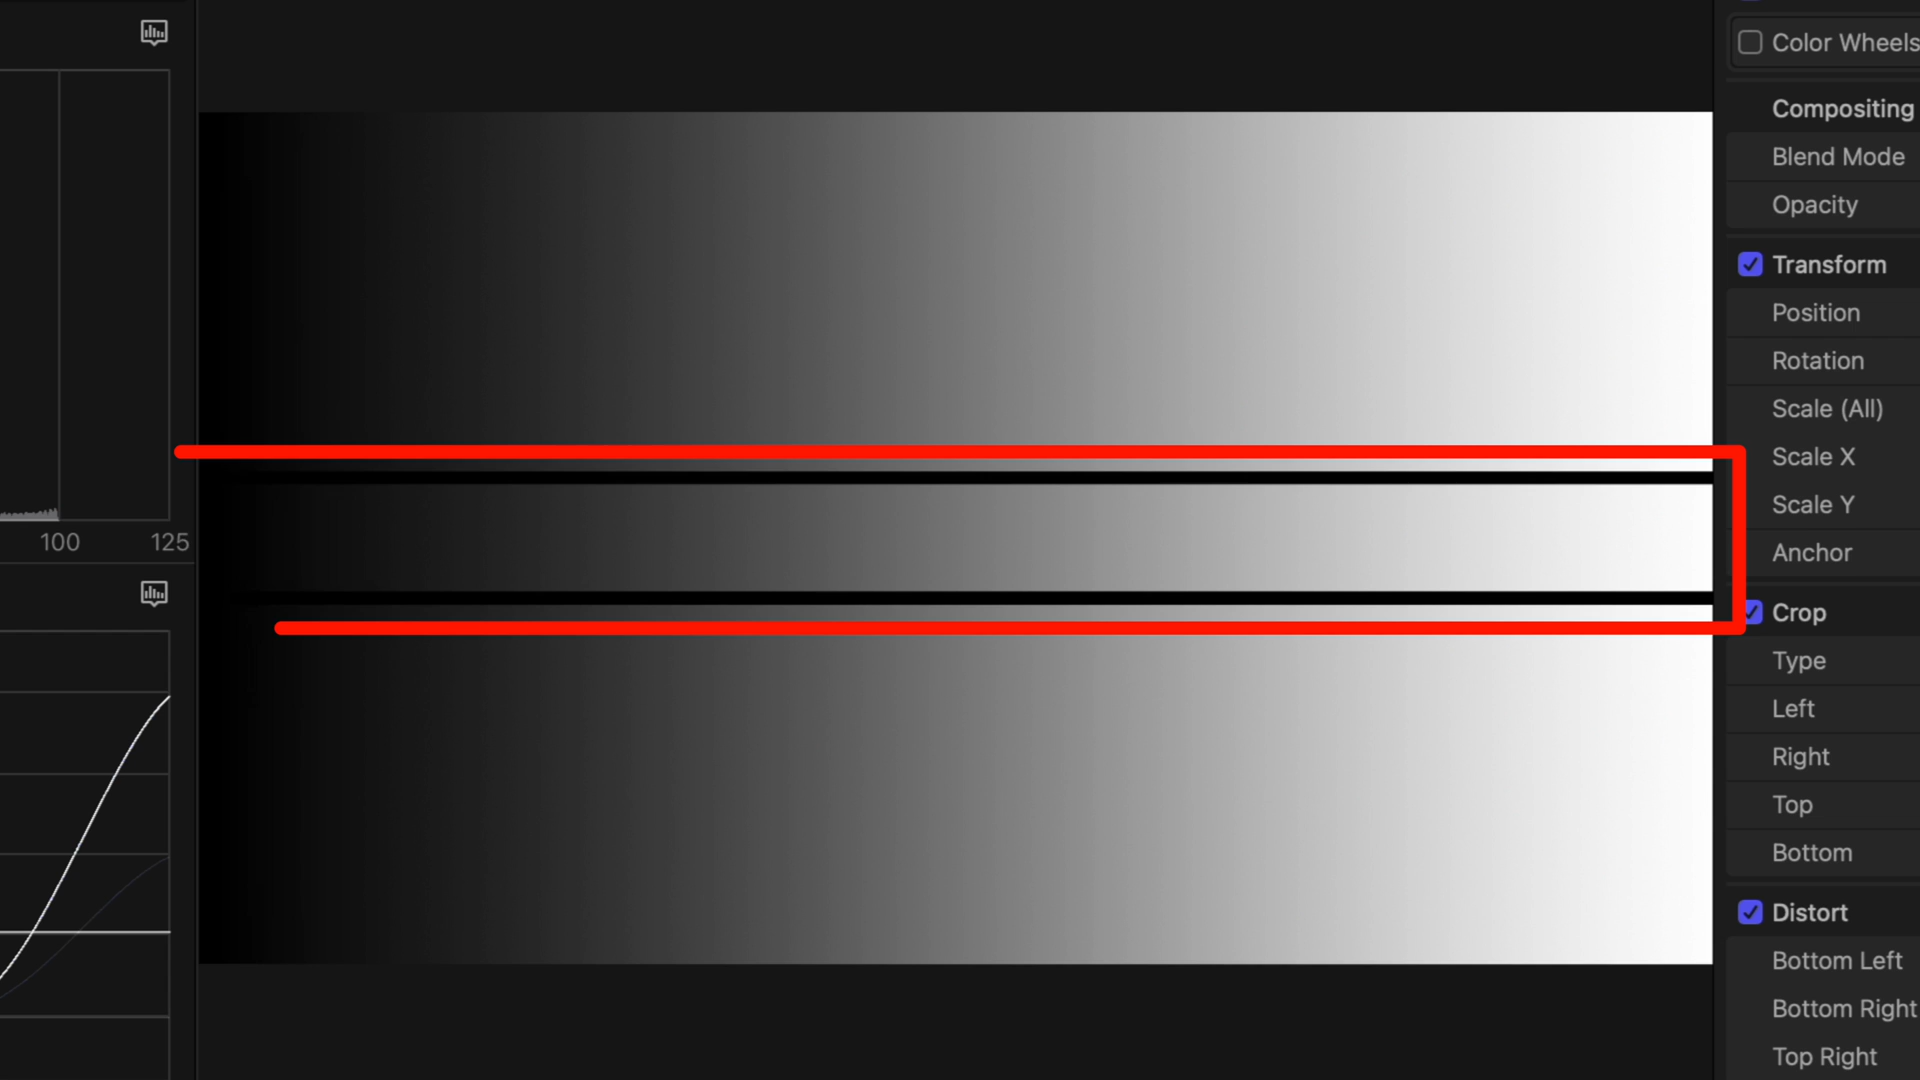 100
125
Color Wheels
Compositing
Blend Mode
Opacity
Transform
Position
Rotation
Scale (All)
Scale X
Scale Y
Anchor
Crop
Type
Left
Right
Top
Bottom
Distort
Bottom Left
Bottom Right
Top Right